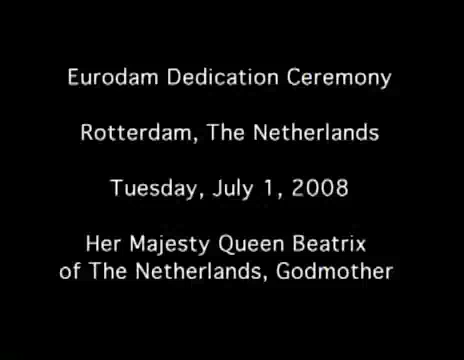 Eurodam Dedication Ceremony
Rotterdam, The Netherlands
Tuesday, July 1, 2008
Her Majesty Queen Beatrix
of The Netherlands, Godmother